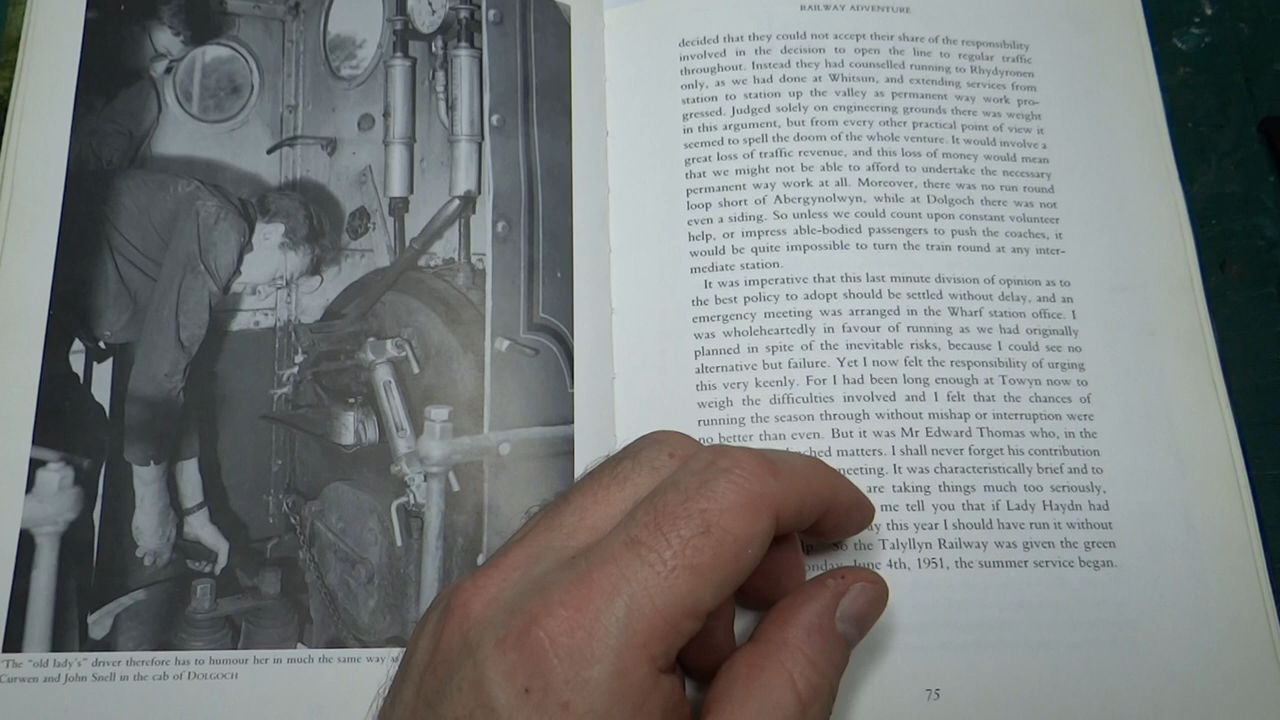 'The "old lady's" driver therefore has to humour her in much the same way as
Curwen and John Snell in the cab of DOLGOCH
RAILWAY ADVENTURE
decided that they could not accept their share of the responsibility
involved in the decision to open the line to regular traffic
throughout. Instead they had counselled running to Rhydyronen
only, as we had done at Whitsun, and extending services from
station to station up the valley as permanent way work pro-
gressed. Judged solely on engineering grounds there was weight
in this argument, but from every other practical point of view it
seemed to spell the doom of the whole venture. It would involve a
great loss of traffic revenue, and this loss of money would mean
that we might not be able to afford to undertake the necessary
permanent way work at all. Moreover, there was no run round
loop short of Abergynolwyn, while at Dolgoch there was not
even a siding. So unless we could count upon constant volunteer
help, or impress able-bodied passengers to push the coaches, it
would be quite impossible to turn the train round at any inter-
mediate station.
It was imperative that this last minute division of opinion as to
the best policy to adopt should be settled without delay, and an
emergency meeting was arranged in the Wharf station office. I
was wholeheartedly in favour of running as we had originally
planned in spite of the inevitable risks, because I could see no
alternative but failure. Yet I now felt the responsibility of urging
this very keenly. For I had been long enough at Towyn now to
weigh the difficulties involved and I felt that the chances of
running the season through without mishap or interruption were
no better than even. But it was Mr Edward Thomas who, in the
matters. I shall never forget his contribution
meeting. It was characteristically brief and to
are taking things much too seriously,
me tell you that if Lady Haydn had
this year I should have run it without
So the Talyllyn Railway was given the green
June 4th, 1951, the summer service began.
75